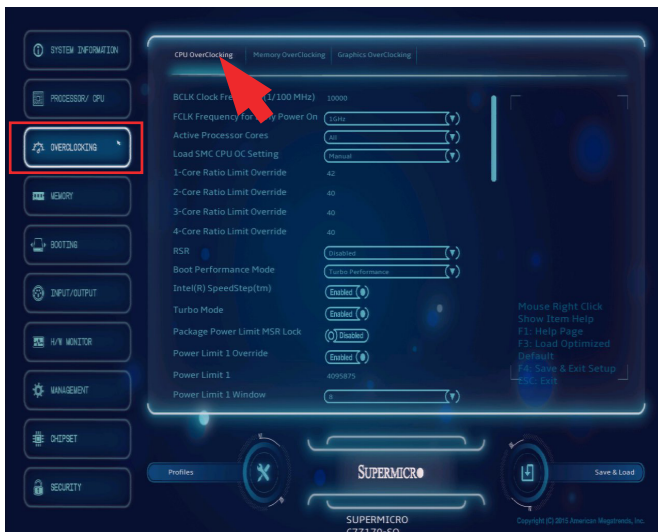 SYSTEM INFORMATION
PROCESSOR/ CPU
OVERCLOCKING
MEMORY
BOOTING
INPUT/OUTPUT
H/W MONITOR
MANAGEMENT
CHIPSET
SECURITY
CPU OverClocking Memory OverClocking Graphics OverClocking
BCLK Clock (1/100 MHz) 10000
FCLK Frequency for Power On 1GHz
Active Processor Cores All
Load SMC CPU OC Setting Manual
1-Core Ratio Limit Override 42
2-Core Ratio Limit Override 40
3-Core Ratio Limit Override 40
4-Core Ratio Limit Override 40
RSR Disabled
Boot Performance Mode Turbo Performance
Intel(R) SpeedStep(tm) Enabled
Turbo Mode Enabled
Package Power Limit MSR Lock Disabled
Power Limit 1 Override Enabled
Power Limit 1 4095875
Power Limit 1 Window 8
Mouse Right Click
Show Item Help
F1: Help Page
F3: Load Optimized
Default
F4: Save & Exit Setup
ESC: Exit
Profiles
SUPERMICRO
Save & Load
SUPERMICRO
C7Z170-SQ
Copyright (C) 2015 American Megatrends, Inc.